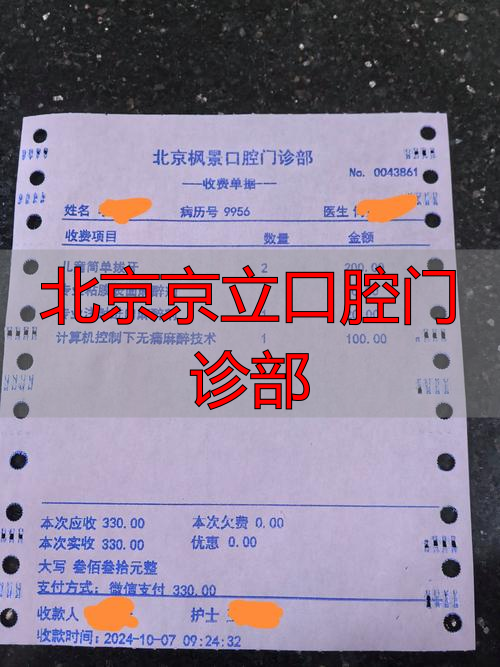 北京枫景口腔门诊部
No. 0043861
---收费单据---
姓名 病历号 9956 医生
收费项目 数量 金额
儿童简单拔牙 2 200.00
北京京立口腔门
诊部
计算机控制下无痛麻醉技术 1 100.00
本次应收 330.00 本次欠费 0.00
本次实收 330.00 优惠 0.00
大写 叁佰叁拾元整
支付方式: 微信支付 330.00
收款人 护士
收款时间: 2024-10-07 09:24:32